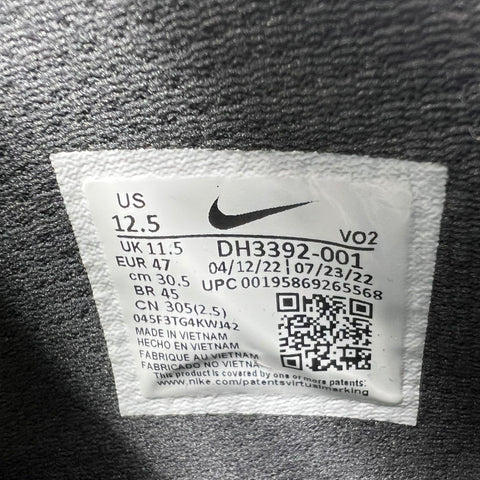 US
12.5
VO2
UK 11.5
DH3392-001
EUR 47
04/12/22 | 07/23/22
cm 30.5
UPC 00195869265568
BR 45
CN 305(2.5)
045F3TG4KWJ42
MADE IN VIETNAM
HECHO EN VIETNAM
FABRIQUE AU VIETNAM
FABRICADO NO VIETNA
This product is covered by one or more patents:
www.nike.com/patentsvirtualmarking